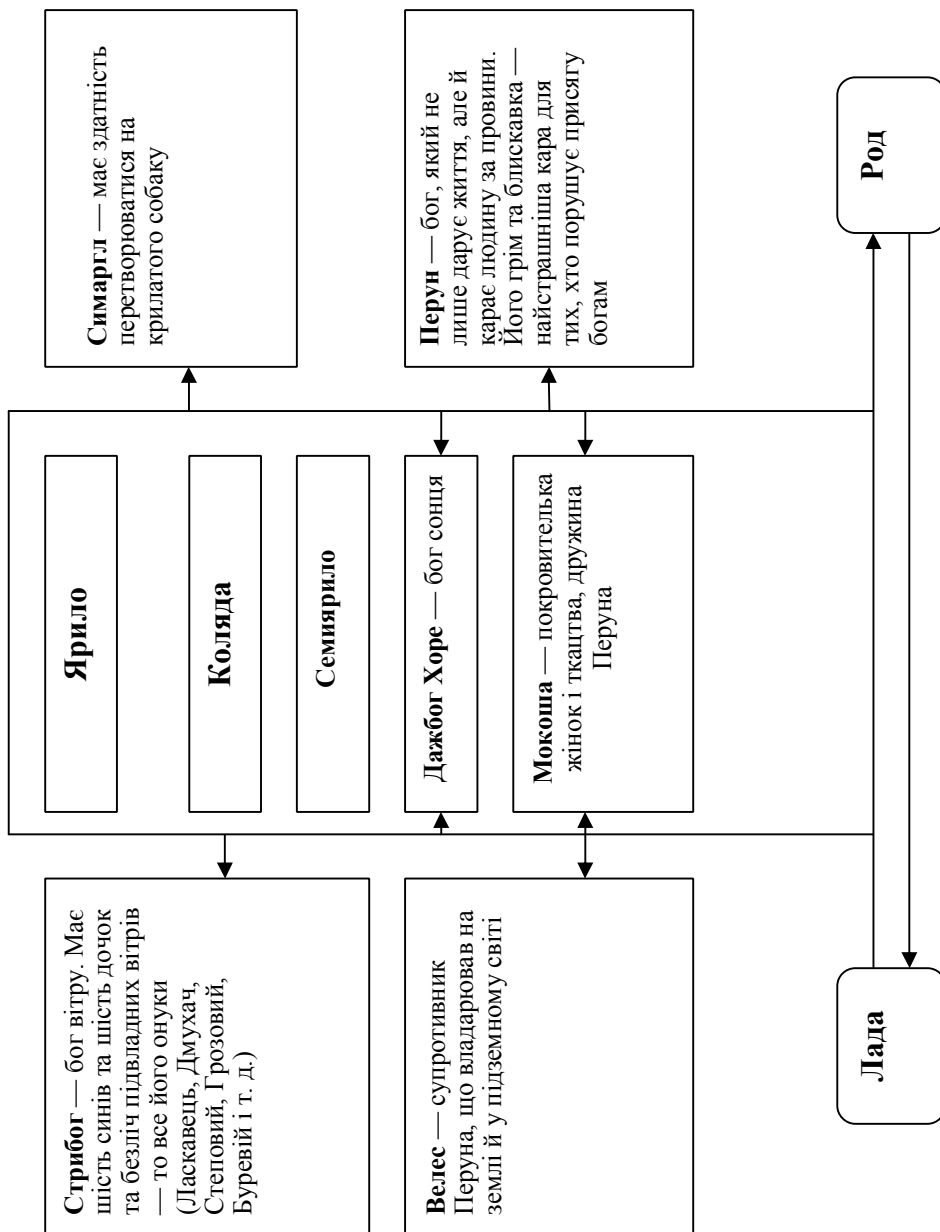 Стрибог — бог вітру. Має
шість синів та шість дочок
та безліч підвладних вітрів
— то все його онуки
(Ласкавець, Дмухач,
Степовий, Грозовий,
Буревій і т. д.)
Ярило
Коляда
Семиярило
Симаргл — має здатність
перетворюватися на
крилатого собаку
Велес — супротивник
Перуна, що владарював на
землі й у підземному світі
Дажбог Хоре — бог сонця
Мокоша — покровителька
жінок і ткацтва, дружина
Перуна
Перун — бог, який не
лише дарує життя, але й
карає людину за провини.
Його грім та блискавка —
найстрашніша кара для
тих, хто порушує присягу
богам
Лада
Род